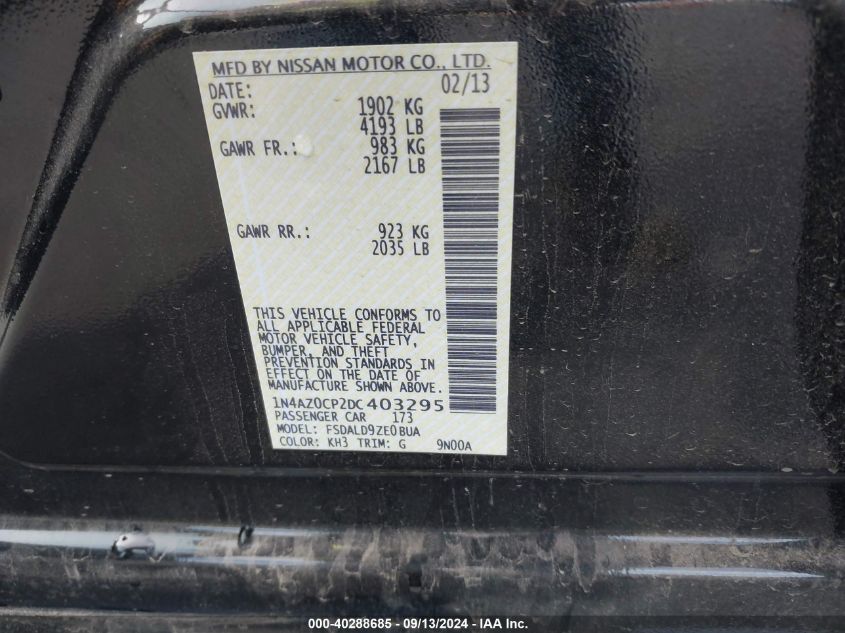 MFD BY NISSAN MOTOR CO., LTD.
DATE: 02/13
GVWR: 1902 KG
4193 LB
GAWR FR.: 983 KG
2167 LB
GAWR RR.: 923 KG
2035 LB
THIS VEHICLE CONFORMS TO
ALL APPLICABLE FEDERAL
MOTOR VEHICLE SAFETY,
BUMPER, AND THEFT
PREVENTION STANDARDS IN
EFFECT ON THE DATE OF
MANUFACTURE SHOWN ABOVE.
1N4AZ0CP2DC403295
PASSENGER CAR 173
MODEL: FSDALD9ZE0BUA
COLOR: KH3 TRIM: G 9N00A
000-40288685 - 09/13/2024 - IAA Inc.